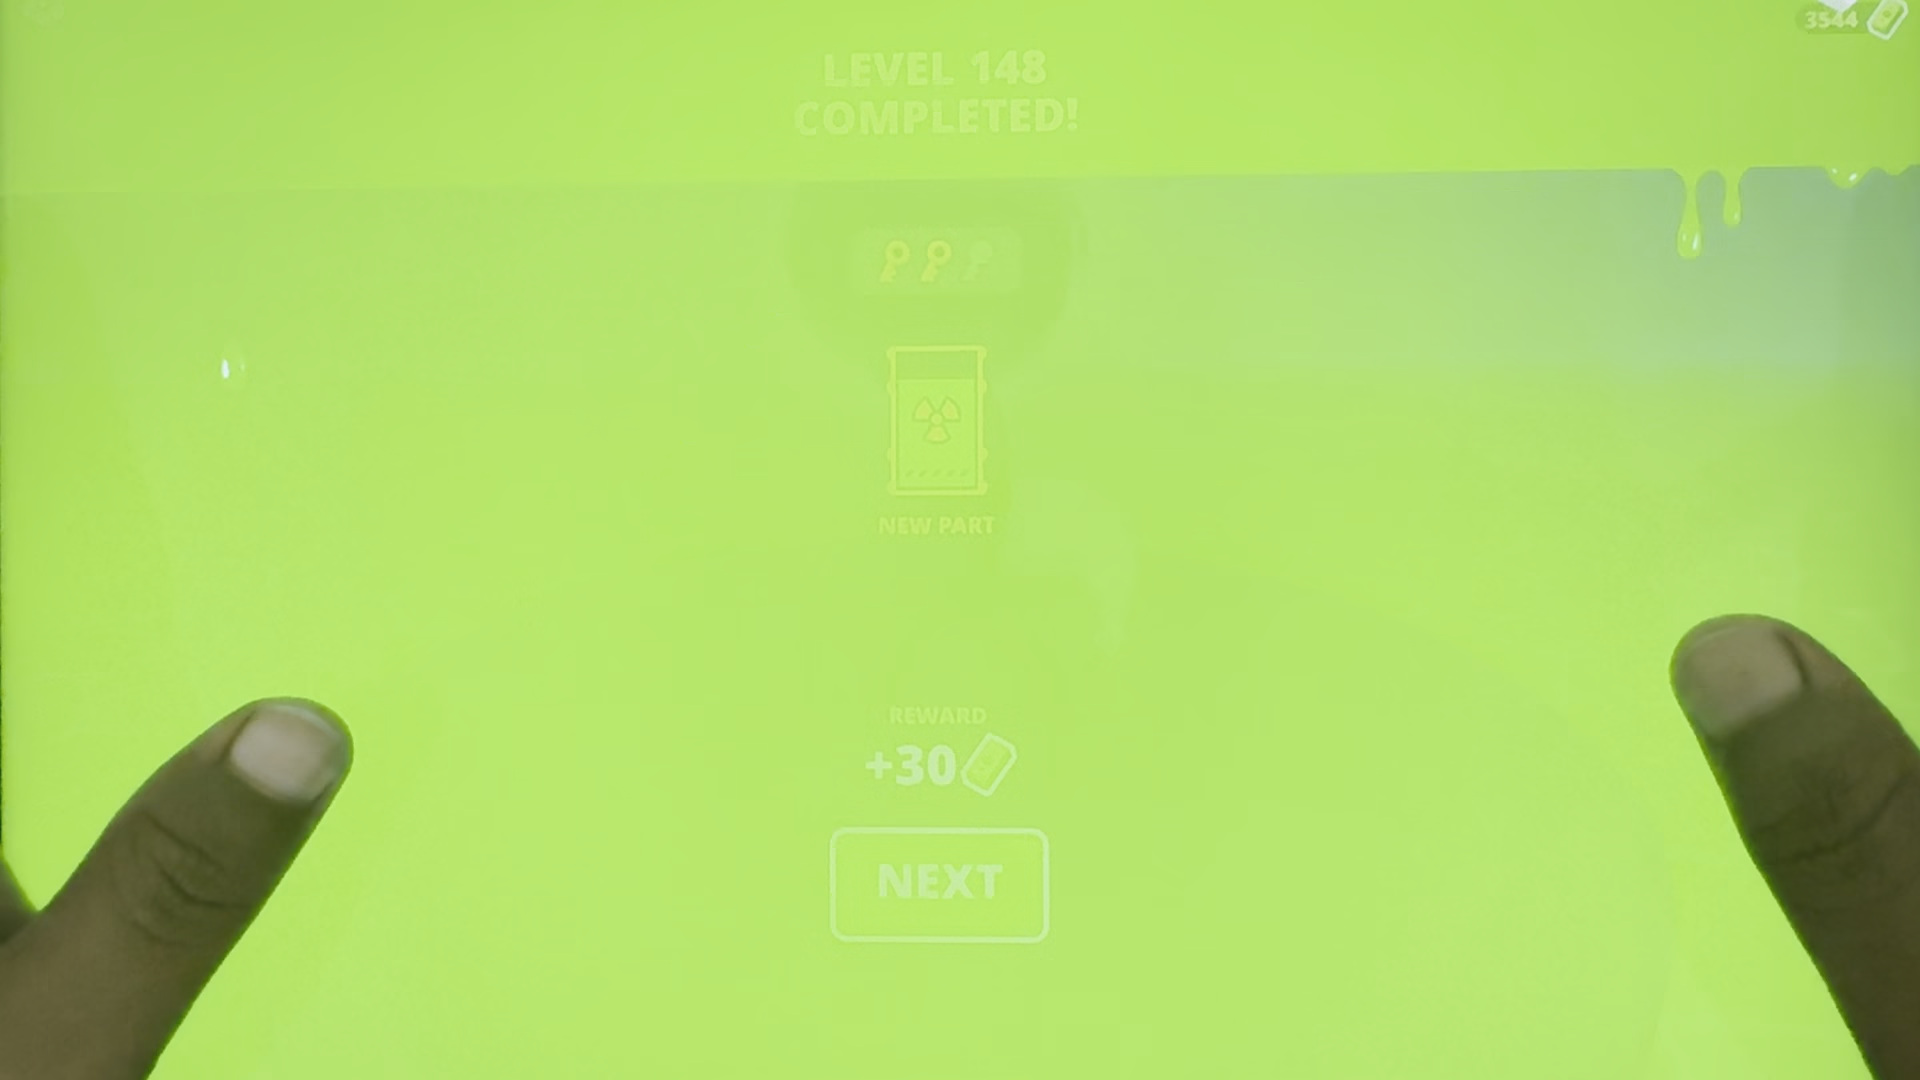 3544
LEVEL 148
COMPLETED!
NEW PART
REWARD
+30
NEXT